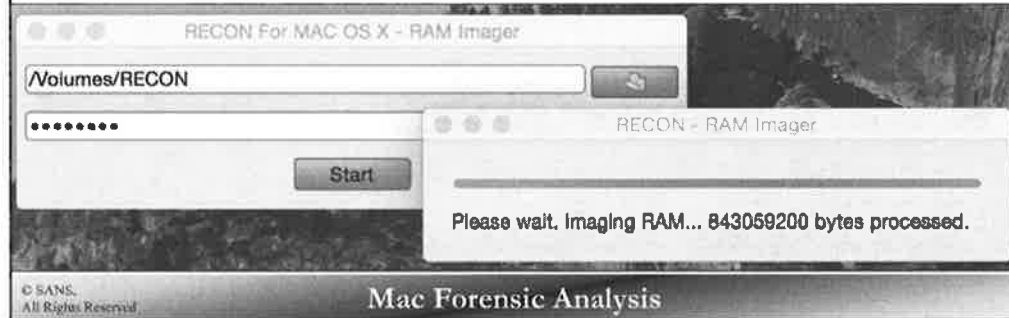 RECON For MAC OS X - RAM Imager
/Volumes/RECON
••••••••
Start
RECON - RAM Imager
Please wait. Imaging RAM... 843059200 bytes processed.
© SANS,
All Rights Reserved
Mac Forensic Analysis